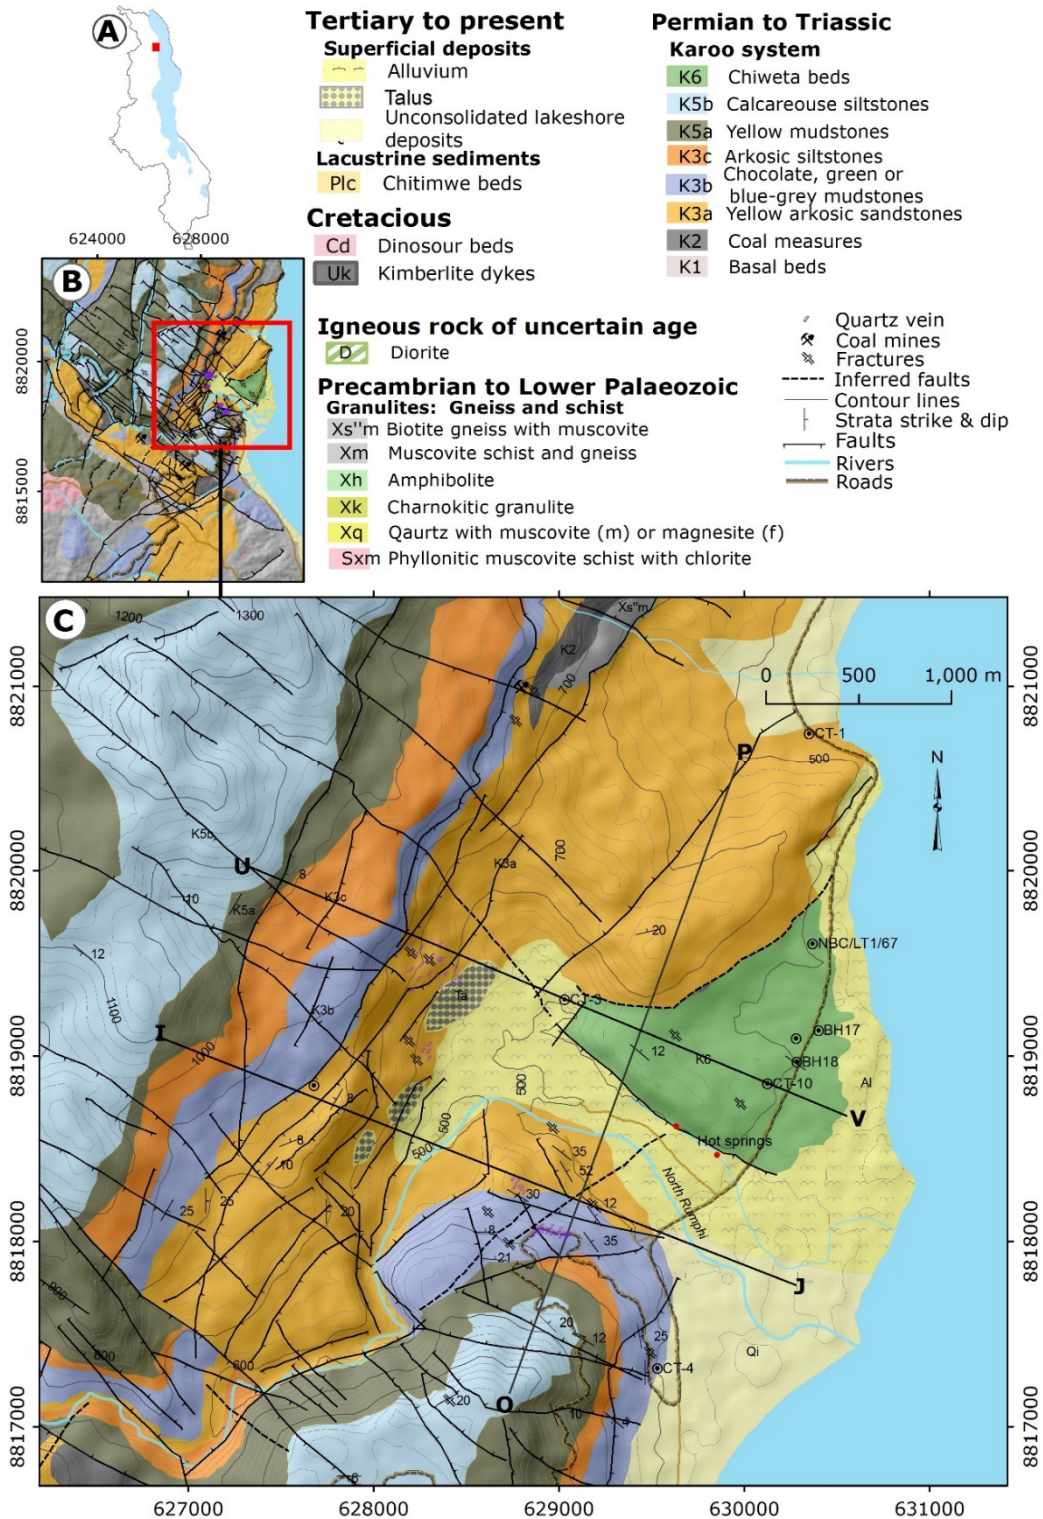 A
624000 628000
B
8820000
8815000
Tertiary to present
Superficial deposits
Alluvium
Talus
Unconsolidated lakeshore
deposits
Lacustrine sediments
Plc Chitimwe beds
Cretacious
Cd Dinosour beds
Uk Kimberlite dykes
Permian to Triassic
Karoo system
K6 Chiweta beds
K5b Calcareouse siltstones
K5a Yellow mudstones
K3c Arkosic siltstones
K3b Chocolate, green or
blue-grey mudstones
K3a Yellow arkosic sandstones
K2 Coal measures
K1 Basal beds
Igneous rock of uncertain age
D Diorite
Precambrian to Lower Palaeozoic
Granulites: Gneiss and schist
Xs"m Biotite gneiss with muscovite
Xm Muscovite schist and gneiss
Xh Amphibolite
Xk Charnokitic granulite
Xq Qaurtz with muscovite (m) or magnesite (f)
Sxm Phyllonitic muscovite schist with chlorite
Quartz vein
Coal mines
Fractures
Inferred faults
Contour lines
Strata strike & dip
Faults
Rivers
Roads
C
1200
1300
Xs"m
K2
700
0 500 1,000 m
P
CT-1
500
N
K5b
U
8
K3a
700
K3c
10
K5a
20
12
NBC/LT1/67
1100
Ta
CT-3
K3b
I
1000
BH17
12
K6
BH18
CT-10
500
Al
8
V
500
500
Hot springs
8
10
35
52
North Rumphi
25
25
20
30
12
8
35
21
J
900
20
12
25
600
600
Qi
CT-4
20
O
10
4
8
8821000
8820000
8819000
8818000
8817000
8821000
8820000
8819000
8818000
8817000
627000 628000 629000 630000 631000